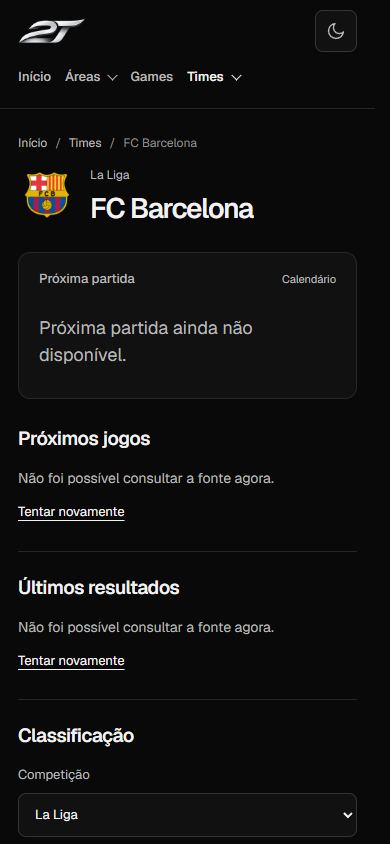 2T
Início Áreas Games Times
Início / Times / FC Barcelona
La Liga
FCB
FC Barcelona
Próxima partida Calendário
Próxima partida ainda não
disponível.
Próximos jogos
Não foi possível consultar a fonte agora.
Tentar novamente
Últimos resultados
Não foi possível consultar a fonte agora.
Tentar novamente
Classificação
Competição
La Liga